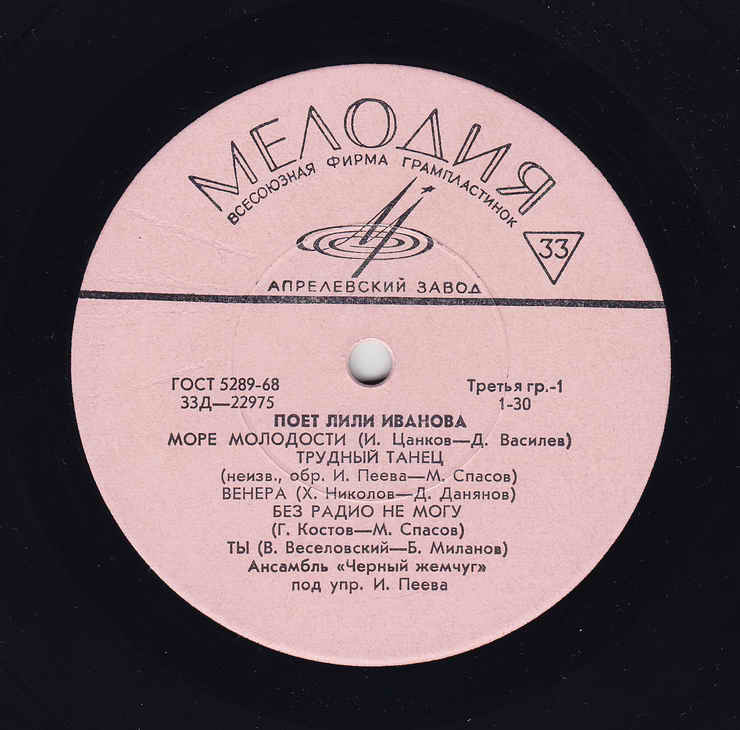 МЕЛОДИЯ
ВСЕСОЮЗНАЯ ФИРМА ГРАМПЛАСТИНОК
33
АПРЕЛЕВСКИЙ ЗАВОД
ГОСТ 5289-68 Третья гр.-1
33Д—22975 1-30
ПОЕТ ЛИЛИ ИВАНОВА
МОРЕ МОЛОДОСТИ (И. Цанков—Д. Василев)
ТРУДНЫЙ ТАНЕЦ
(неизв., обр. И. Пеева—М. Спасов)
ВЕНЕРА (Х. Николов—Д. Данянов)
БЕЗ РАДИО НЕ МОГУ
(Г. Костов—М. Спасов)
ТЫ (В. Веселовский—Б. Миланов)
Ансамбль «Черный жемчуг»
под упр. И. Пеева